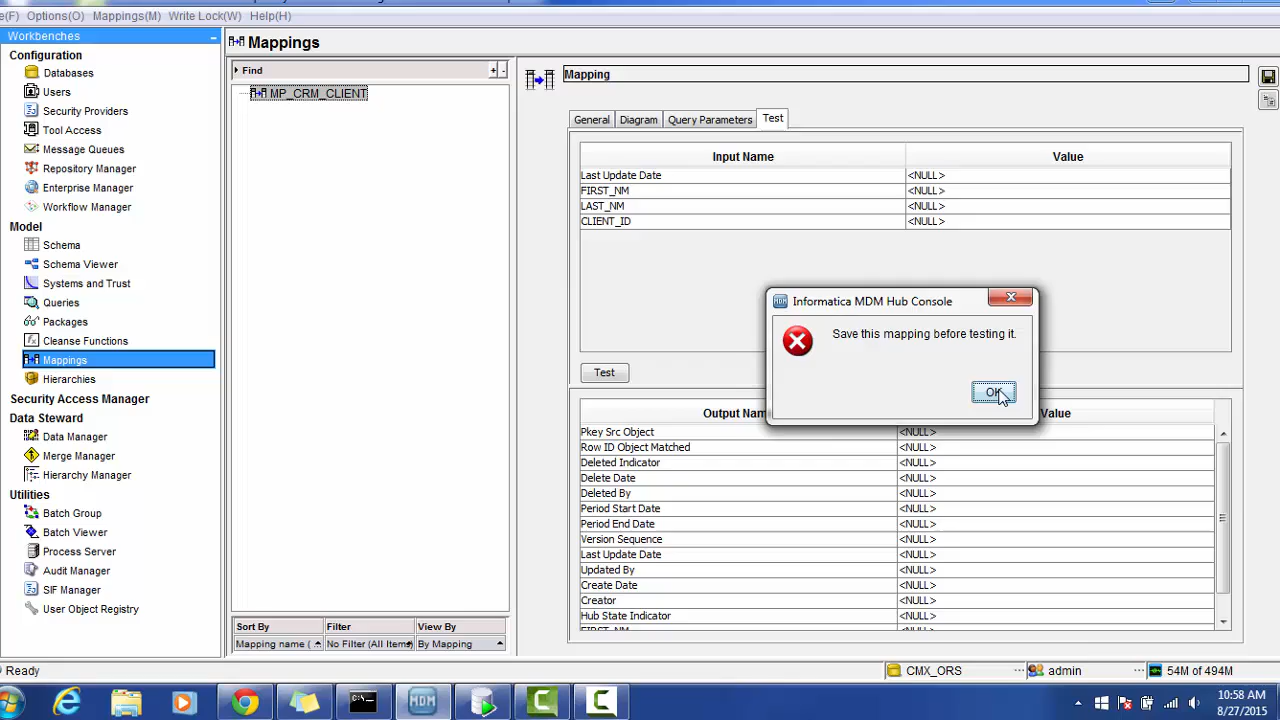 e(F) Options(O) Mappings(M) Write Lock(W) Help(H)
Workbenches
Configuration
Databases
Users
Security Providers
Tool Access
Message Queues
Repository Manager
Enterprise Manager
Workflow Manager
Model
Schema
Schema Viewer
Systems and Trust
Queries
Packages
Cleanse Functions
Mappings
Hierarchies
Security Access Manager
Data Steward
Data Manager
Merge Manager
Hierarchy Manager
Utilities
Batch Group
Batch Viewer
Process Server
Audit Manager
SIF Manager
User Object Registry
Mappings
Find + -
MP_CRM_CLIENT
Sort By Filter View By
Mapping name ( No Filter (All Items) By Mapping
Mapping
General Diagram Query Parameters Test
Input Name Value
Last Update Date <NULL>
FIRST_NM <NULL>
LAST_NM <NULL>
CLIENT_ID <NULL>
Informatica MDM Hub Console
Save this mapping before testing it.
OK
Test
Output Name Value
Pkey Src Object <NULL>
Row ID Object Matched <NULL>
Deleted Indicator <NULL>
Delete Date <NULL>
Deleted By <NULL>
Period Start Date <NULL>
Period End Date <NULL>
Version Sequence <NULL>
Last Update Date <NULL>
Updated By <NULL>
Create Date <NULL>
Creator <NULL>
Hub State Indicator <NULL>
FIRST_NM <NULL>
Ready CMX_ORS admin 54M of 494M
MDM
10:58 AM
8/27/2015